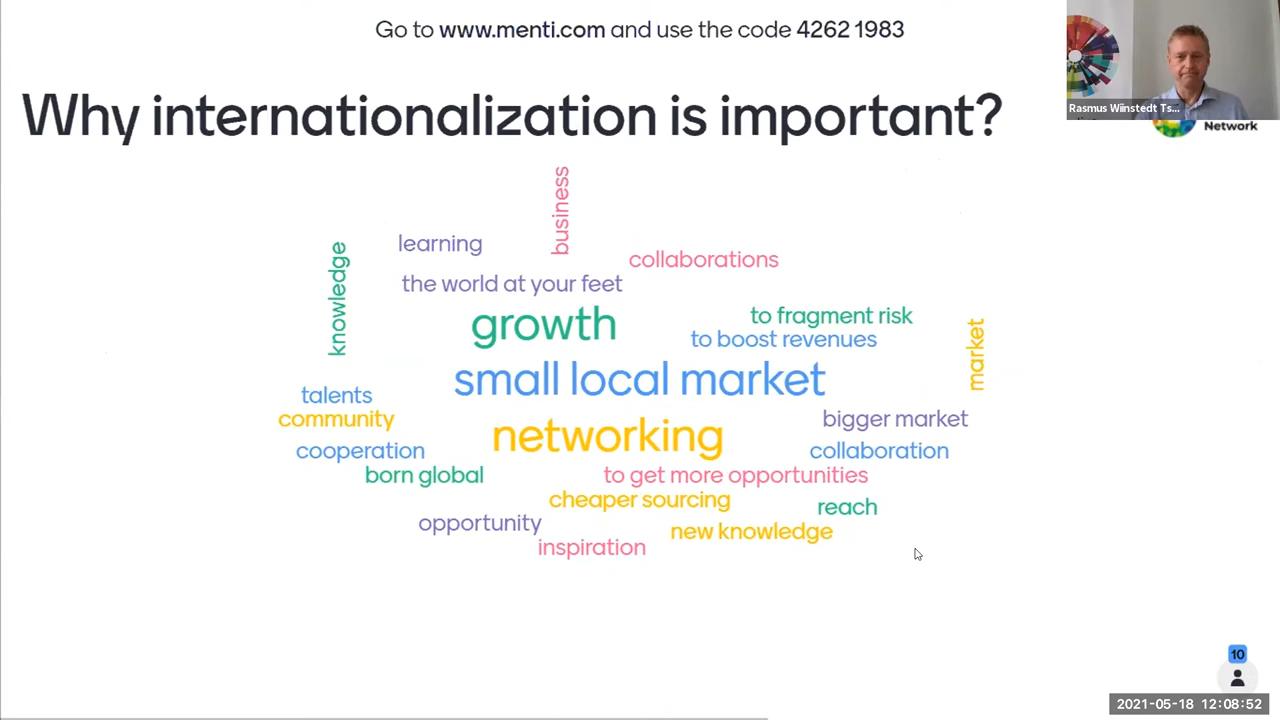 Go to www.menti.com and use the code 4262 1983
Why internationalization is important?
Rasmus Wiinstedt Ts...
Network
business
learning
knowledge
collaborations
the world at your feet
growth
to fragment risk
to boost revenues
market
small local market
talents
community
bigger market
networking
cooperation
collaboration
born global
to get more opportunities
cheaper sourcing
reach
opportunity
new knowledge
inspiration
10
2021-05-18 12:08:52